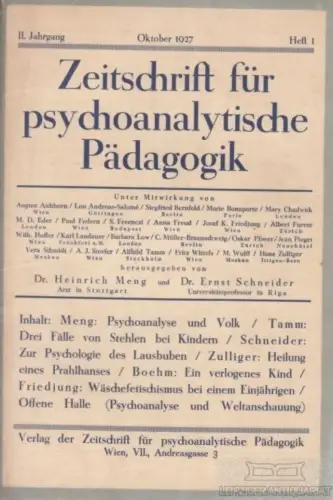 II. Jahrgang Oktober 1927 Heft 1
Zeitschrift für
psychoanalytische
Pädagogik
Unter Mitwirkung von
August Aichhorn / Lou Andreas-Salomé / Siegfried Bernfeld / Marie Bonaparte / Mary Chadwick
Wien Göttingen Berlin Paris London
M. D. Eder / Paul Federn / S. Ferenczi / Anna Freud / Josef K. Friedjung / Albert Furrer
London Wien Budapest Wien Wien Zürich
Wilh. Hoffer / Karl Landauer / Barbara Low / C. Müller-Braunschweig / Oskar Pfister / Jean Piaget
Wien Frankfurt a. M. London Berlin Zürich Neuchâtel
Vera Schmidt / A. J. Storfer / Alfhild Tamm / Fritz Wittels / M. Wulff / Hans Zulliger
Moskau Wien Stockholm Wien Moskau Ittigen-Bern
herausgegeben von
Dr. Heinrich Meng und Dr. Ernst Schneider
Arzt in Stuttgart Universitätsprofessor in Riga
Inhalt: Meng: Psychoanalyse und Volk / Tamm:
Drei Fälle von Stehlen bei Kindern / Schneider:
Zur Psychologie des Lausbuben / Zulliger: Heilung
eines Prahlhanses / Boehm: Ein verlogenes Kind /
Friedjung: Wäschefetischismus bei einem Einjährigen /
Offene Halle (Psychoanalyse und Weltanschauung)
Verlag der Zeitschrift für psychoanalytische Pädagogik
Wien, VII., Andreasgasse 3